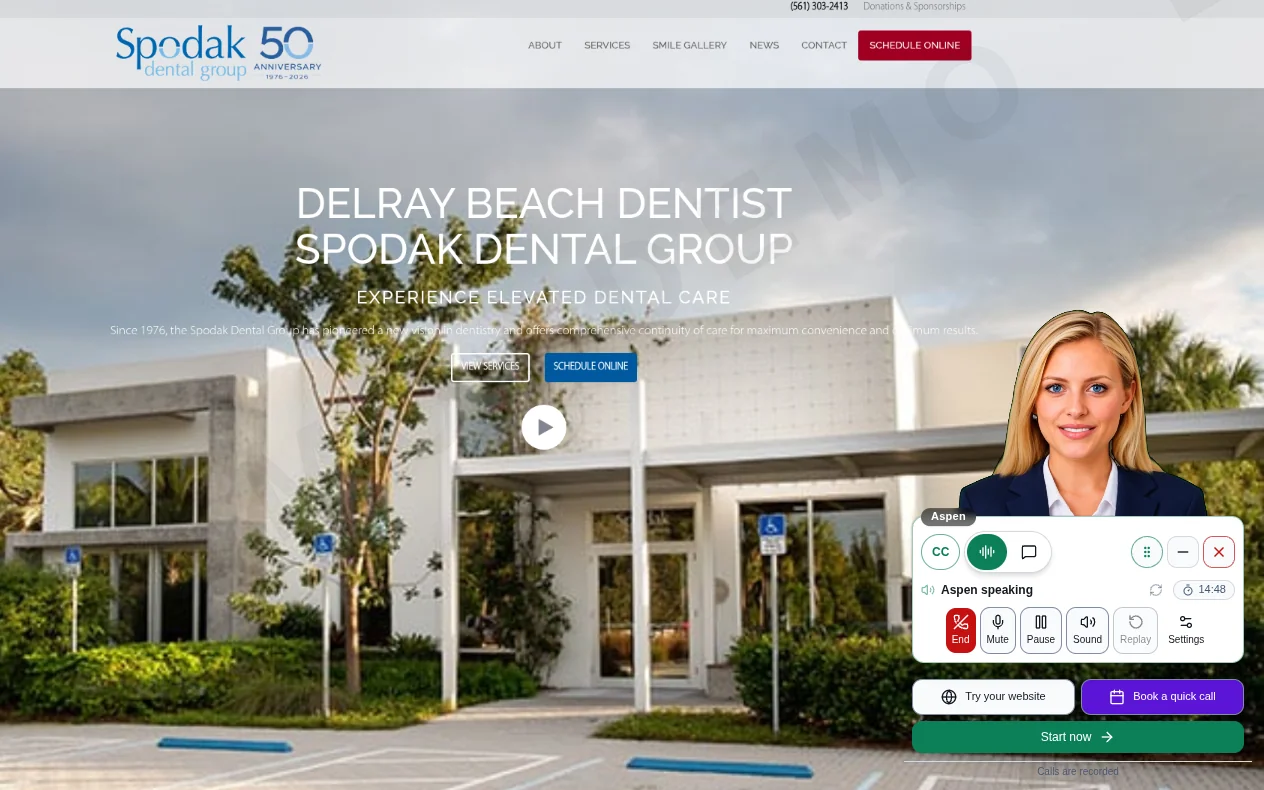 (561) 303-2413 Donations & Sponsorships
Spodak
dental group
50
ANNIVERSARY
1976-2026
ABOUT SERVICES SMILE GALLERY NEWS CONTACT SCHEDULE ONLINE
DEMO
DELRAY BEACH DENTIST
SPODAK DENTAL GROUP
EXPERIENCE ELEVATED DENTAL CARE
Since 1976, the Spodak Dental Group has pioneered a new vision in dentistry and offers comprehensive continuity of care for maximum convenience and optimum results.
VIEW SERVICES SCHEDULE ONLINE
Aspen
CC
Aspen speaking 14:48
End Mute Pause Sound Replay Settings
Try your website Book a quick call
Start now
Calls are recorded